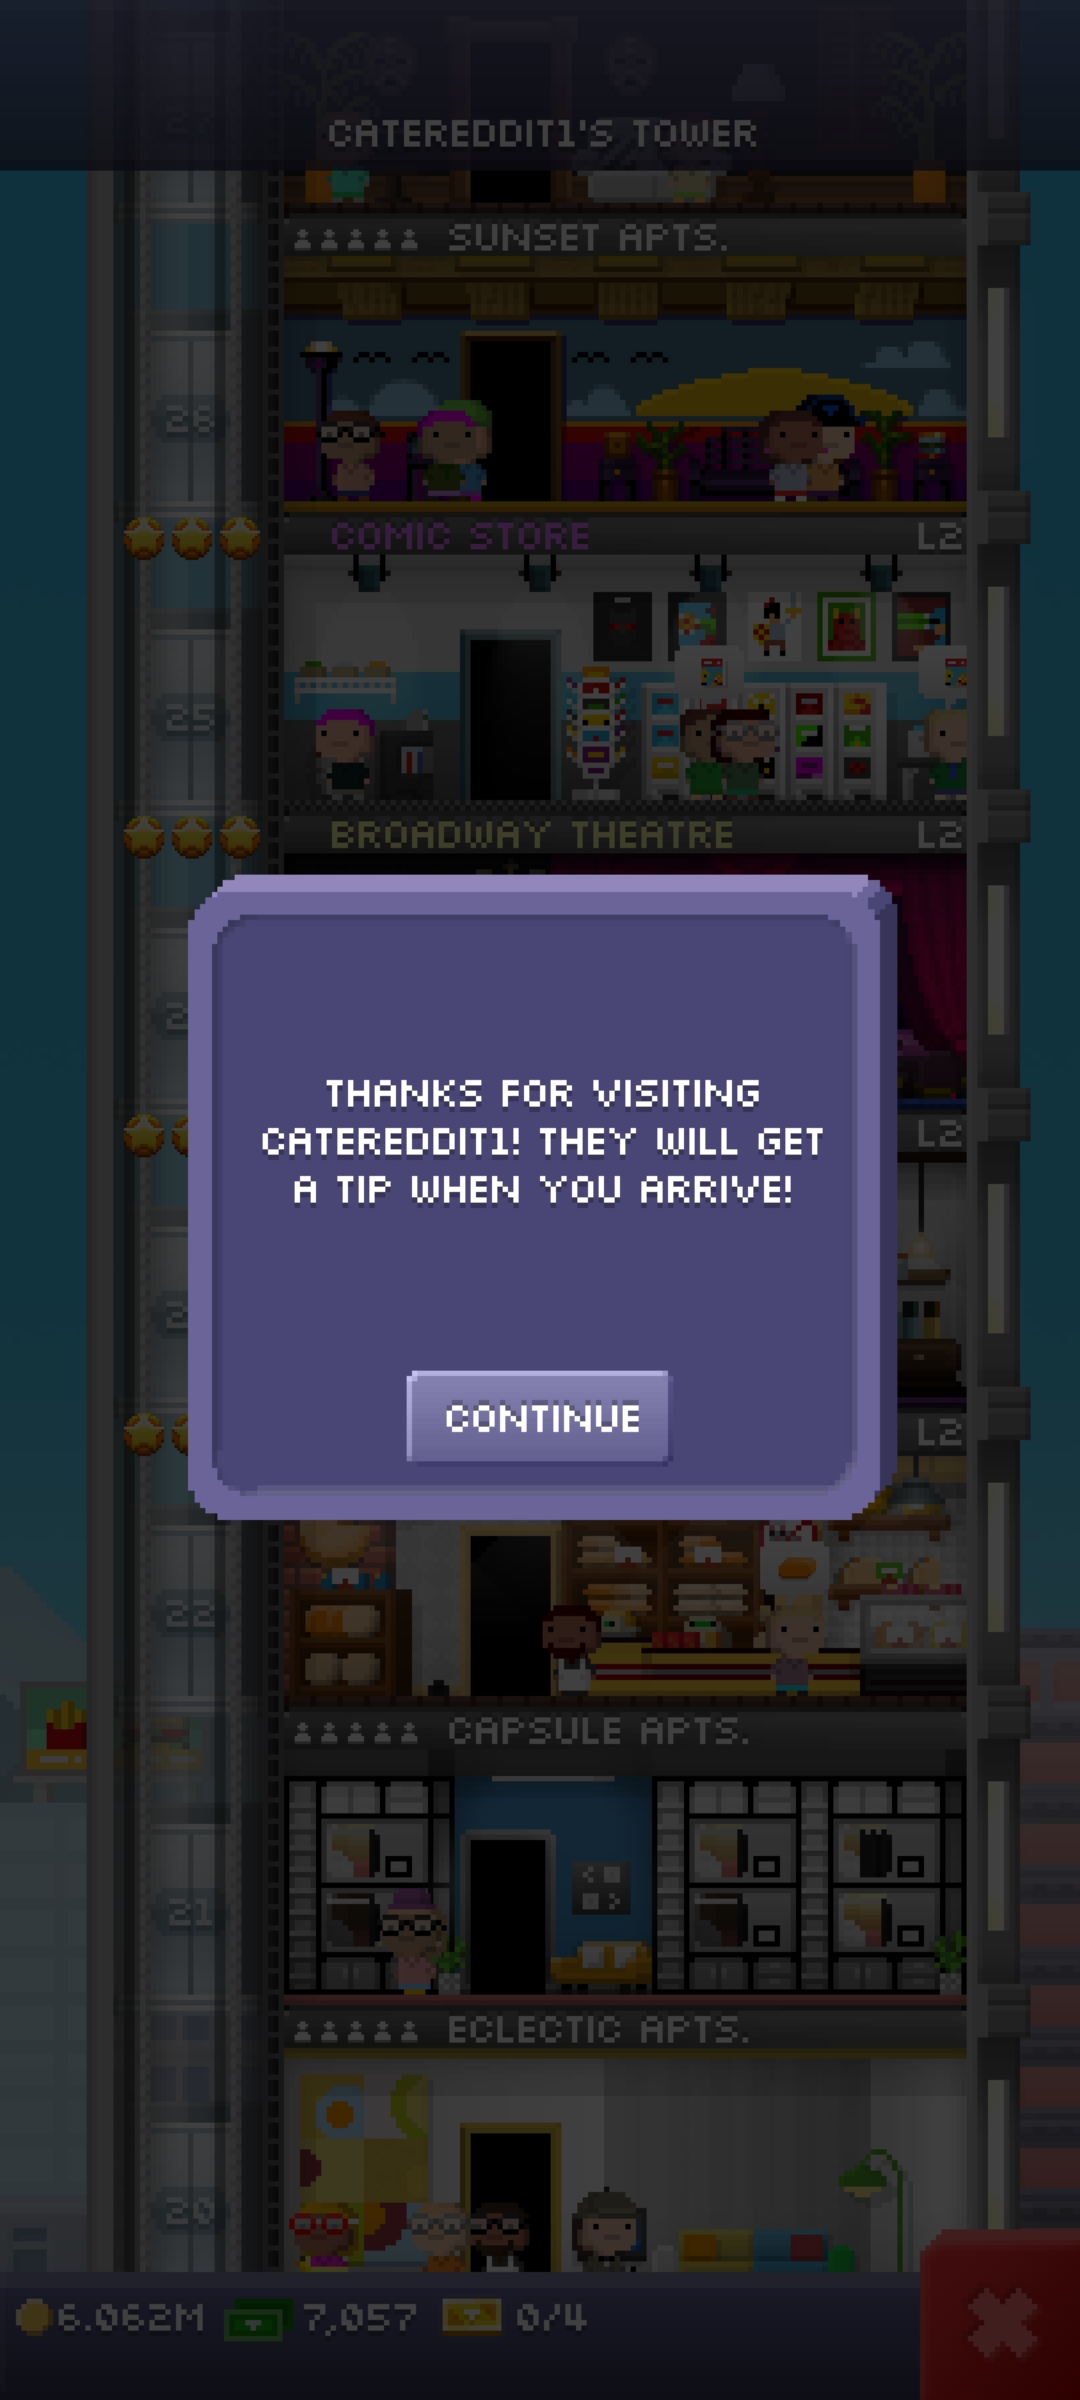 CATEREDDIT1'S TOWER
SUNSET APTS.
26
COMIC STORE L2
25
BROADWAY THEATRE L2
THANKS FOR VISITING
CATEREDDIT1! THEY WILL GET
A TIP WHEN YOU ARRIVE!
L2
CONTINUE
L2
22
CAPSULE APTS.
21
ECLECTIC APTS.
20
6.062M 7,057 0/4